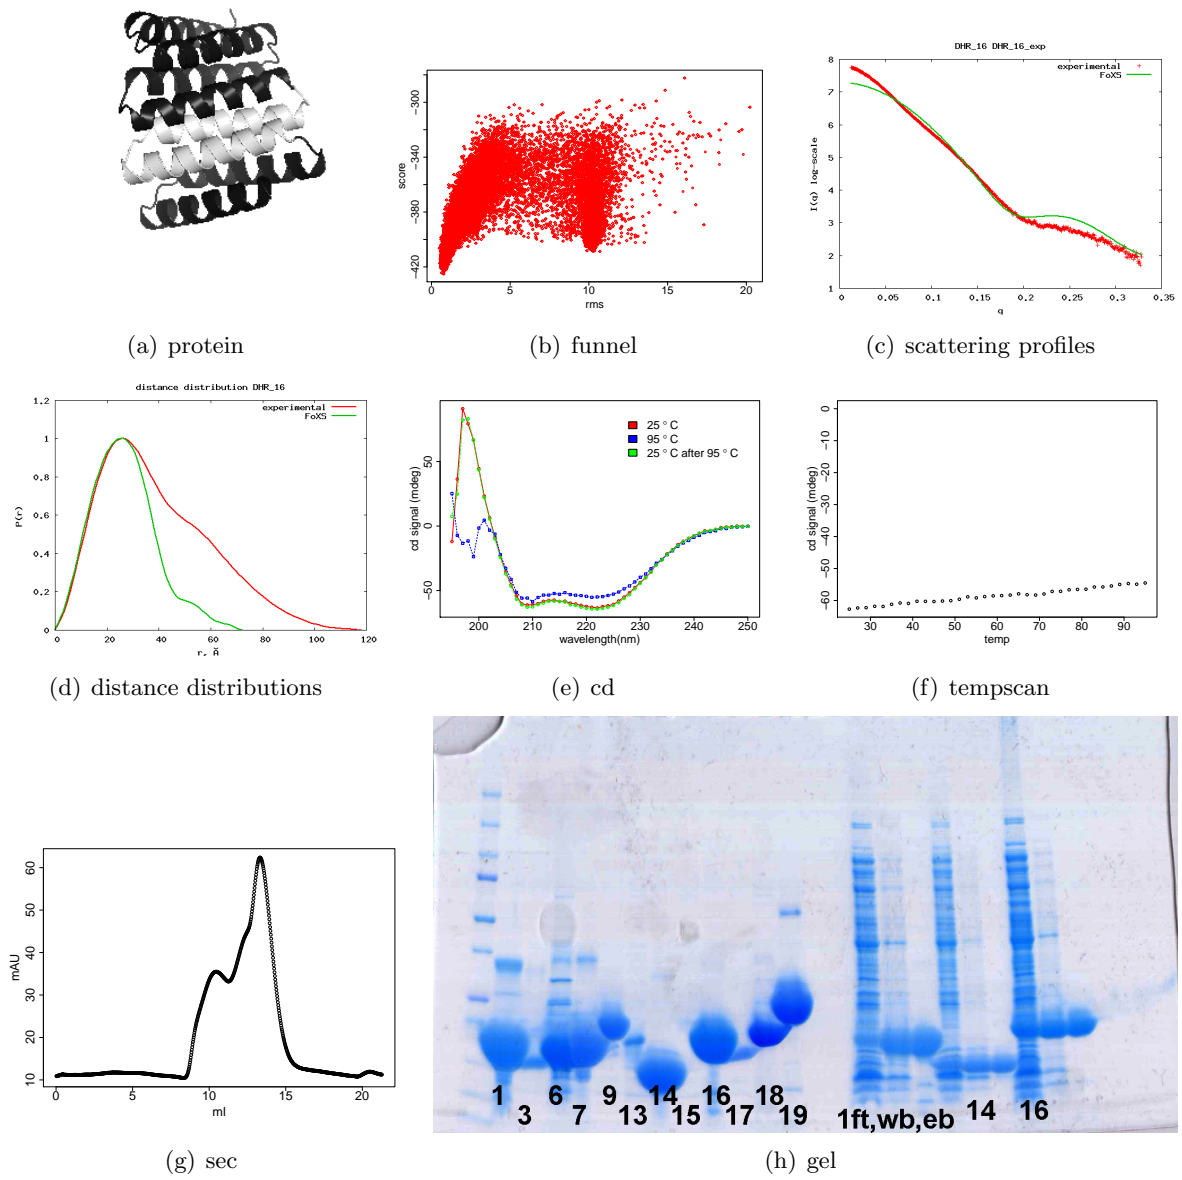 (a) protein
−300
−340
−380
−420
score
0
5
10
15
20
rms
(b) funnel
DHR_16 DHR_16_exp
experimental
FoXS
8
7
6
5
4
3
2
1
I(q) log-scale
0
0.05
0.1
0.15
0.2
0.25
0.3
0.35
q
(c) scattering profiles
distance distribution DHR_16
experimental
FoXS
1.2
1
0.8
0.6
0.4
0.2
0
P(r)
0
20
40
60
80
100
120
r, Å
(d) distance distributions
25 ° C
95 ° C
25 ° C after 95 ° C
50
0
−50
cd signal (mdeg)
200
210
220
230
240
250
wavelength(nm)
(e) cd
0
−10
−20
−30
−40
−50
−60
cd signal (mdeg)
30
40
50
60
70
80
90
temp
(f) tempscan
60
50
40
30
20
10
mAU
0
5
10
15
20
ml
(g) sec
1 6 9 14 16 18
3 7 13 15 17 19
1ft,wb,eb 14 16
(h) gel